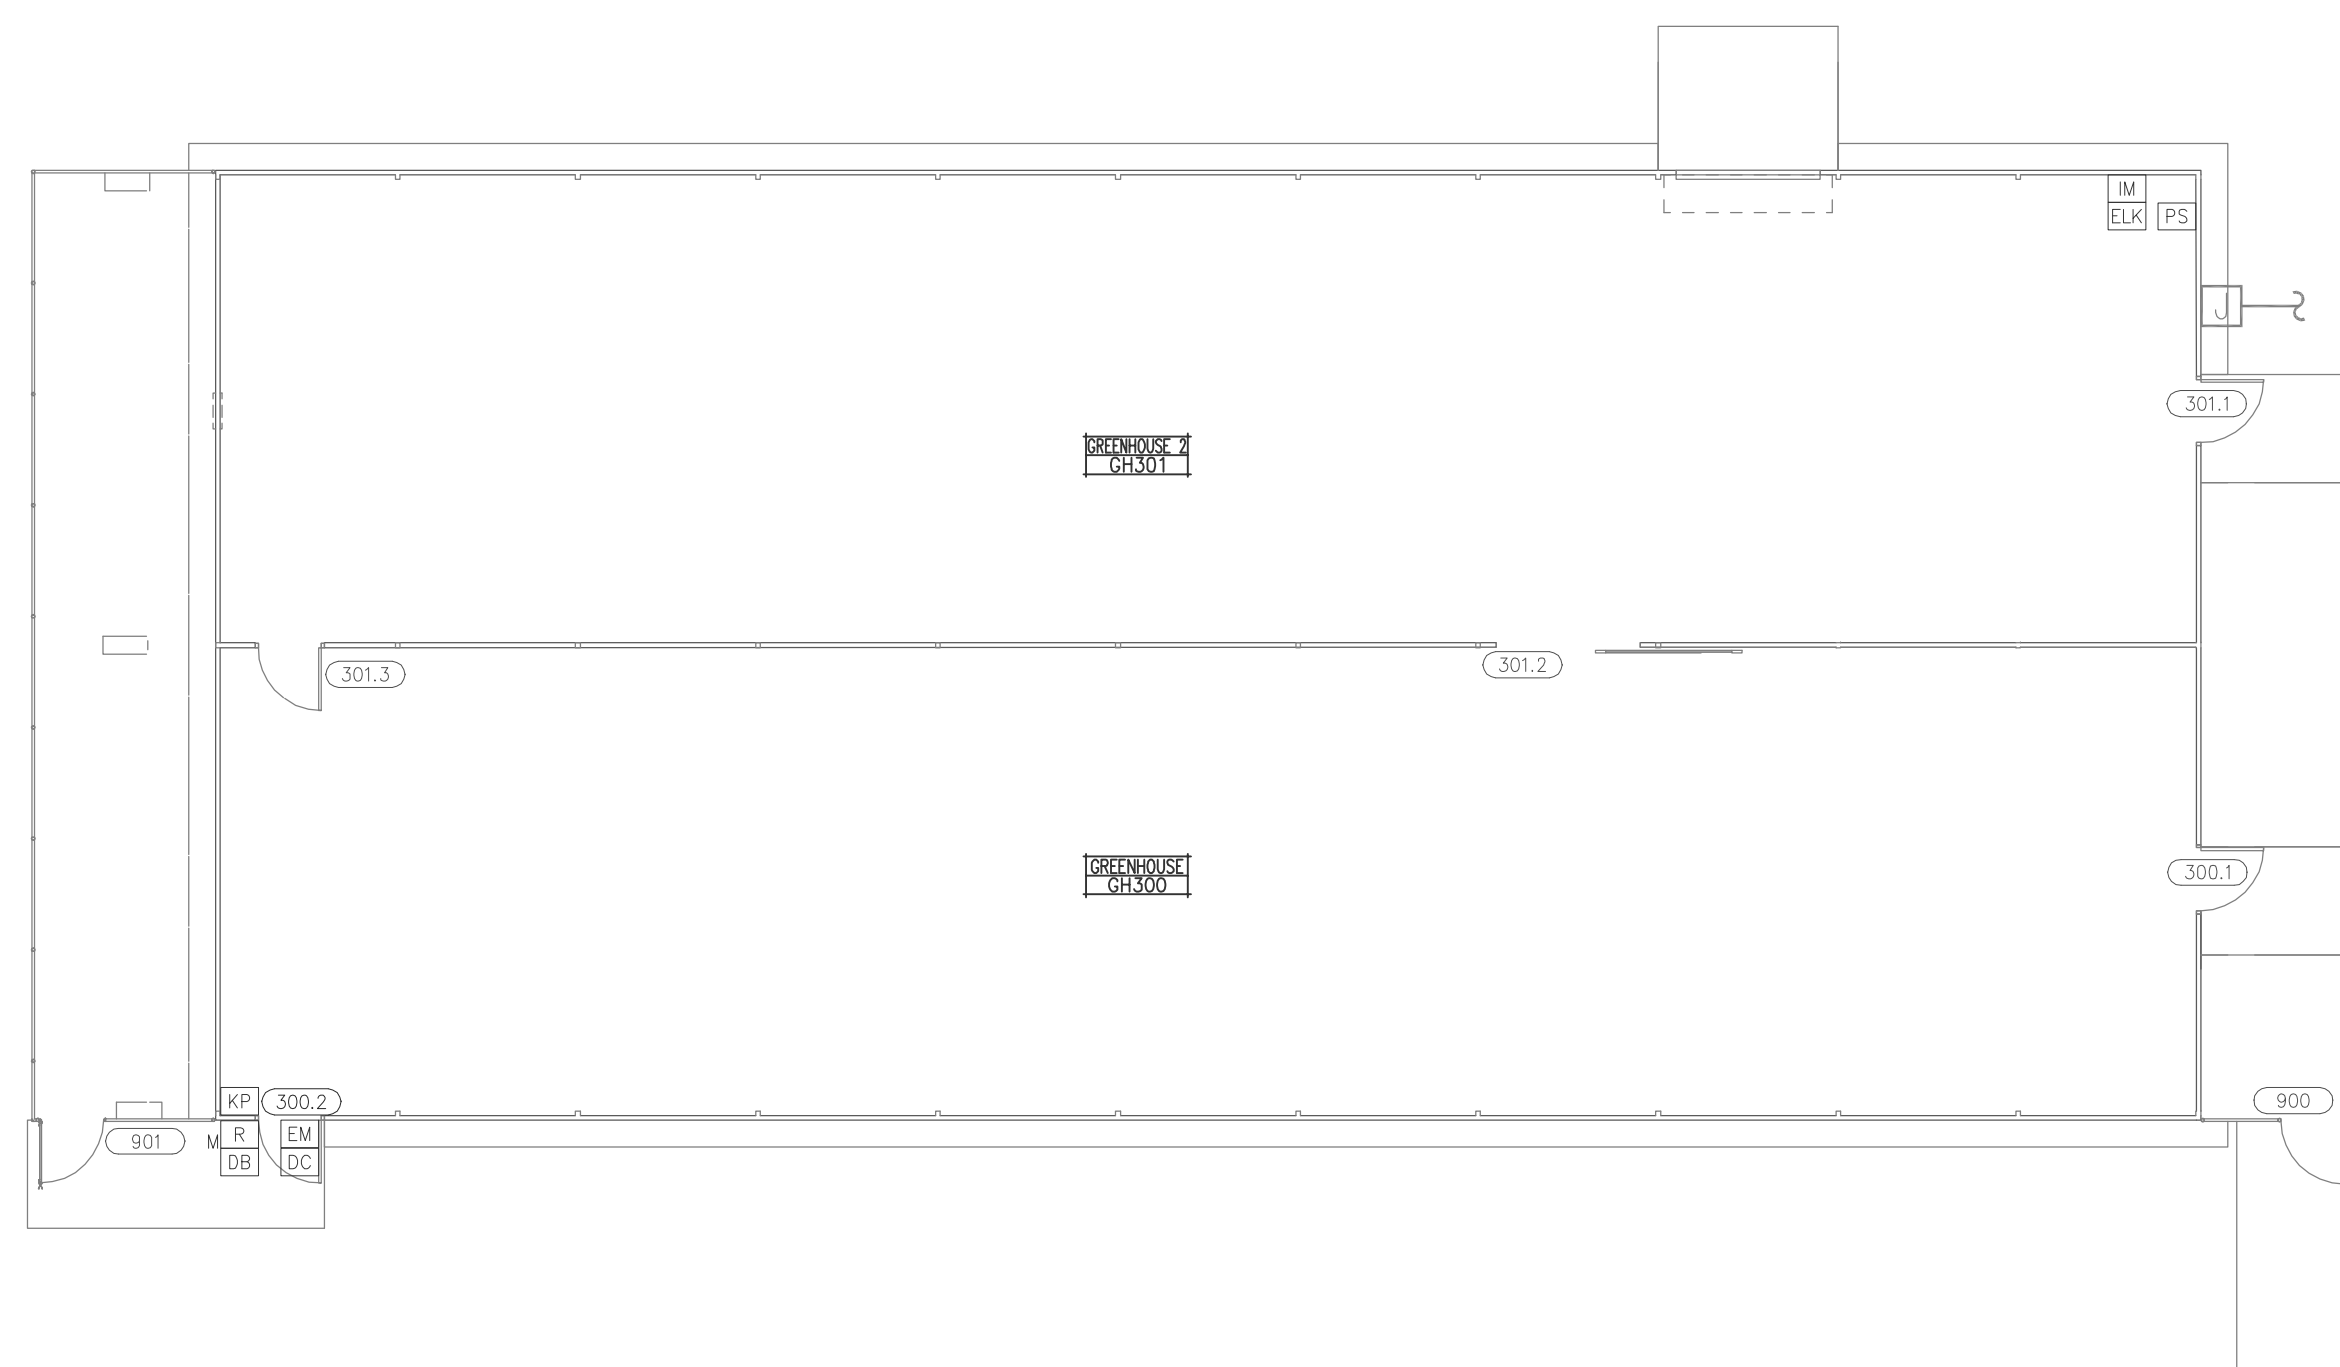 IM
ELK PS
J
301.1
GREENHOUSE 2
GH301
301.3
301.2
GREENHOUSE
GH300
300.1
KP 300.2
900
901 M R EM
DB DC